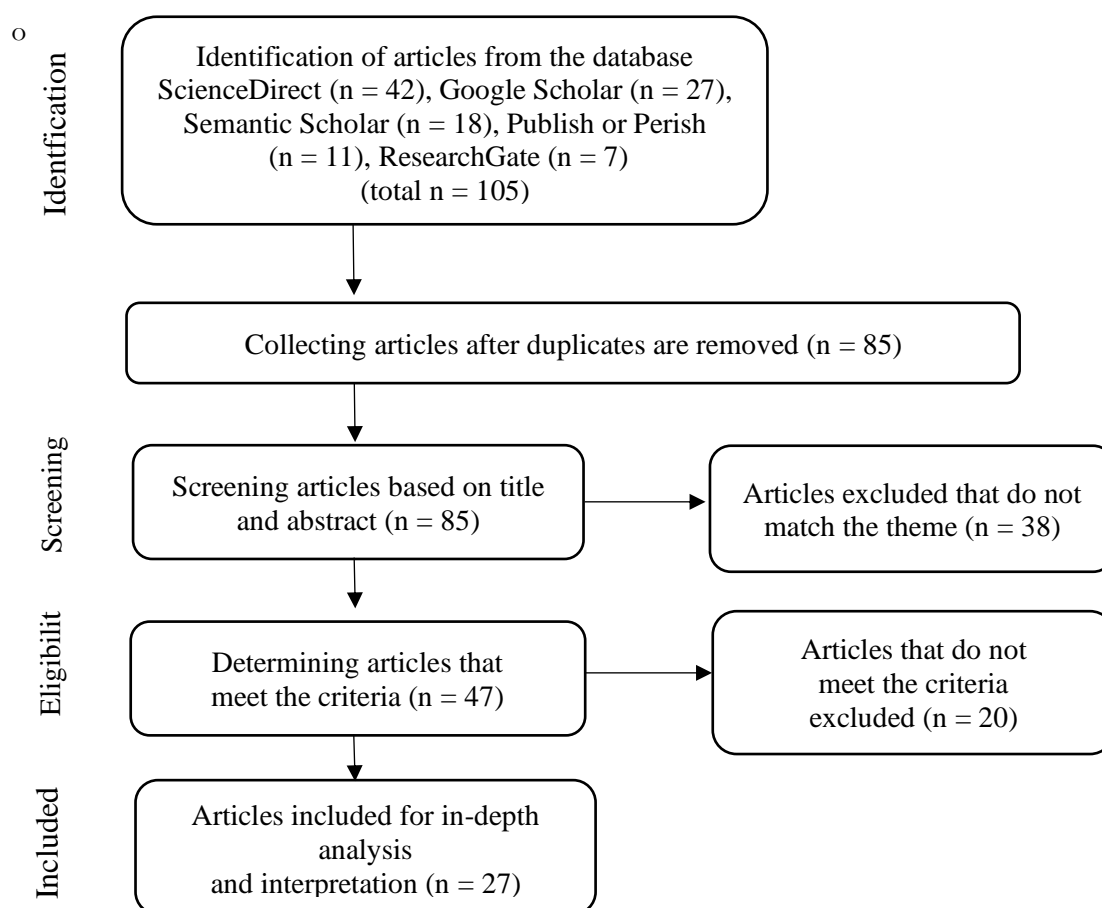 o
Identfication
Identification of articles from the database
ScienceDirect (n = 42), Google Scholar (n = 27),
Semantic Scholar (n = 18), Publish or Perish
(n = 11), ResearchGate (n = 7)
(total n = 105)
Collecting articles after duplicates are removed (n = 85)
Screening
Screening articles based on title
and abstract (n = 85)
Articles excluded that do not
match the theme (n = 38)
Eligibilit
Determining articles that
meet the criteria (n = 47)
Articles that do not
meet the criteria
excluded (n = 20)
Included
Articles included for in-depth
analysis
and interpretation (n = 27)